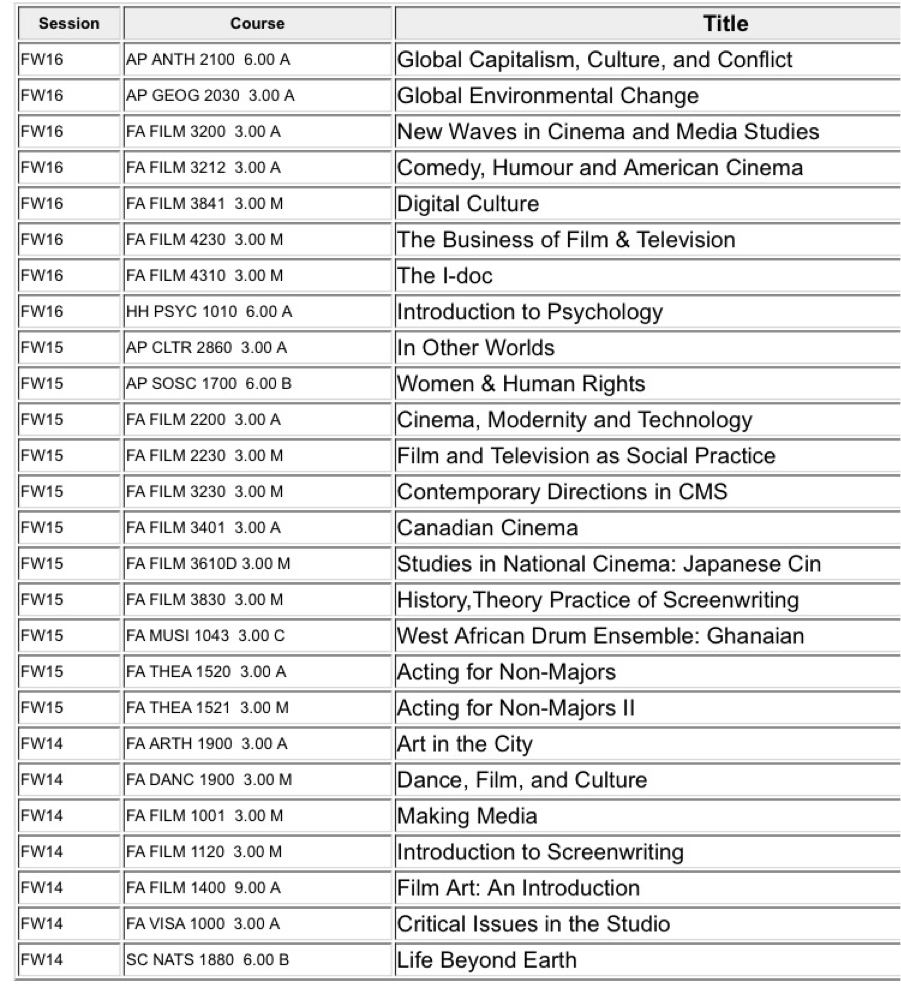 Session Course Title
FW16 AP ANTH 2100 6.00 A Global Capitalism, Culture, and Conflict
FW16 AP GEOG 2030 3.00 A Global Environmental Change
FW16 FA FILM 3200 3.00 A New Waves in Cinema and Media Studies
FW16 FA FILM 3212 3.00 A Comedy, Humour and American Cinema
FW16 FA FILM 3841 3.00 M Digital Culture
FW16 FA FILM 4230 3.00 M The Business of Film & Television
FW16 FA FILM 4310 3.00 M The I-doc
FW16 HH PSYC 1010 6.00 A Introduction to Psychology
FW15 AP CLTR 2860 3.00 A In Other Worlds
FW15 AP SOSC 1700 6.00 B Women & Human Rights
FW15 FA FILM 2200 3.00 A Cinema, Modernity and Technology
FW15 FA FILM 2230 3.00 M Film and Television as Social Practice
FW15 FA FILM 3230 3.00 M Contemporary Directions in CMS
FW15 FA FILM 3401 3.00 A Canadian Cinema
FW15 FA FILM 3610D 3.00 M Studies in National Cinema: Japanese Cin
FW15 FA FILM 3830 3.00 M History,Theory Practice of Screenwriting
FW15 FA MUSI 1043 3.00 C West African Drum Ensemble: Ghanaian
FW15 FA THEA 1520 3.00 A Acting for Non-Majors
FW15 FA THEA 1521 3.00 M Acting for Non-Majors II
FW14 FA ARTH 1900 3.00 A Art in the City
FW14 FA DANC 1900 3.00 M Dance, Film, and Culture
FW14 FA FILM 1001 3.00 M Making Media
FW14 FA FILM 1120 3.00 M Introduction to Screenwriting
FW14 FA FILM 1400 9.00 A Film Art: An Introduction
FW14 FA VISA 1000 3.00 A Critical Issues in the Studio
FW14 SC NATS 1880 6.00 B Life Beyond Earth